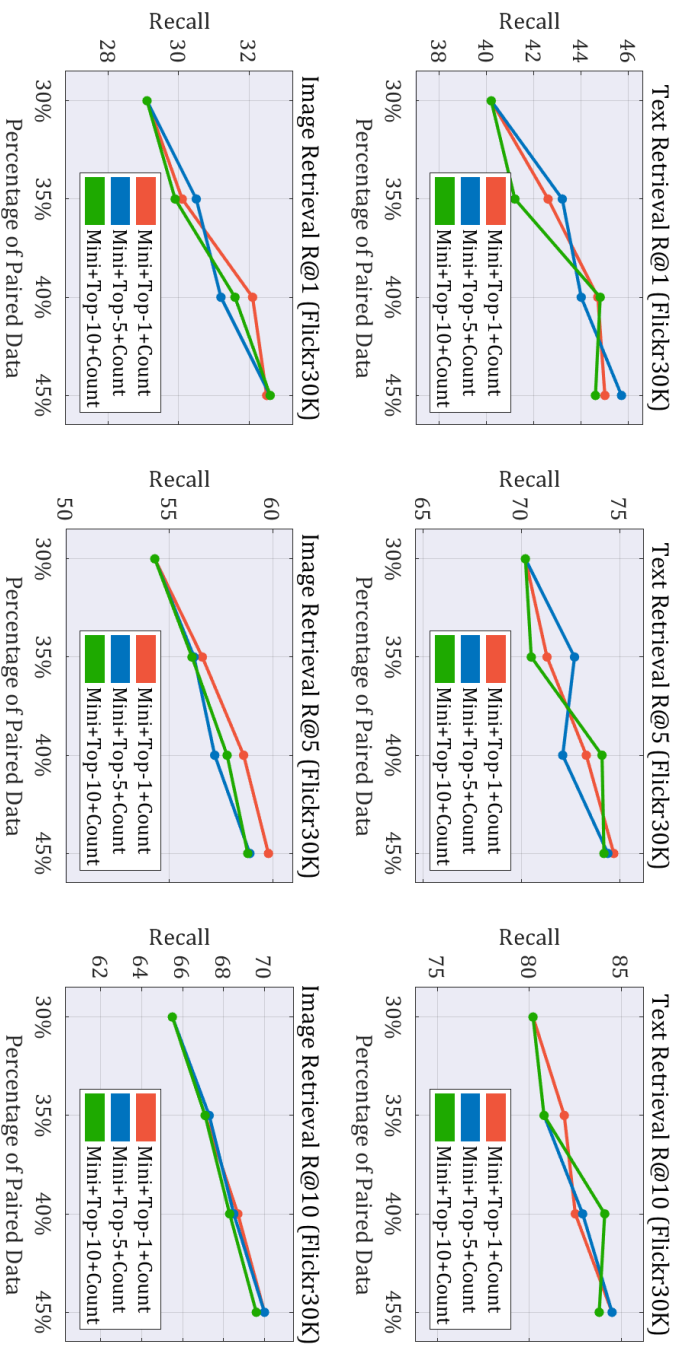 Text Retrieval R@1 (Flickr30K)
Recall
46
44
42
40
38
30%
35%
40%
45%
Percentage of Paired Data
Mini+Top-1+Count
Mini+Top-5+Count
Mini+Top-10+Count
Text Retrieval R@5 (Flickr30K)
Recall
75
70
65
30%
35%
40%
45%
Percentage of Paired Data
Mini+Top-1+Count
Mini+Top-5+Count
Mini+Top-10+Count
Text Retrieval R@10 (Flickr30K)
Recall
85
80
75
30%
35%
40%
45%
Percentage of Paired Data
Mini+Top-1+Count
Mini+Top-5+Count
Mini+Top-10+Count
Image Retrieval R@1 (Flickr30K)
Recall
32
30
28
30%
35%
40%
45%
Percentage of Paired Data
Mini+Top-1+Count
Mini+Top-5+Count
Mini+Top-10+Count
Image Retrieval R@5 (Flickr30K)
Recall
60
55
50
30%
35%
40%
45%
Percentage of Paired Data
Mini+Top-1+Count
Mini+Top-5+Count
Mini+Top-10+Count
Image Retrieval R@10 (Flickr30K)
Recall
70
68
66
64
62
30%
35%
40%
45%
Percentage of Paired Data
Mini+Top-1+Count
Mini+Top-5+Count
Mini+Top-10+Count